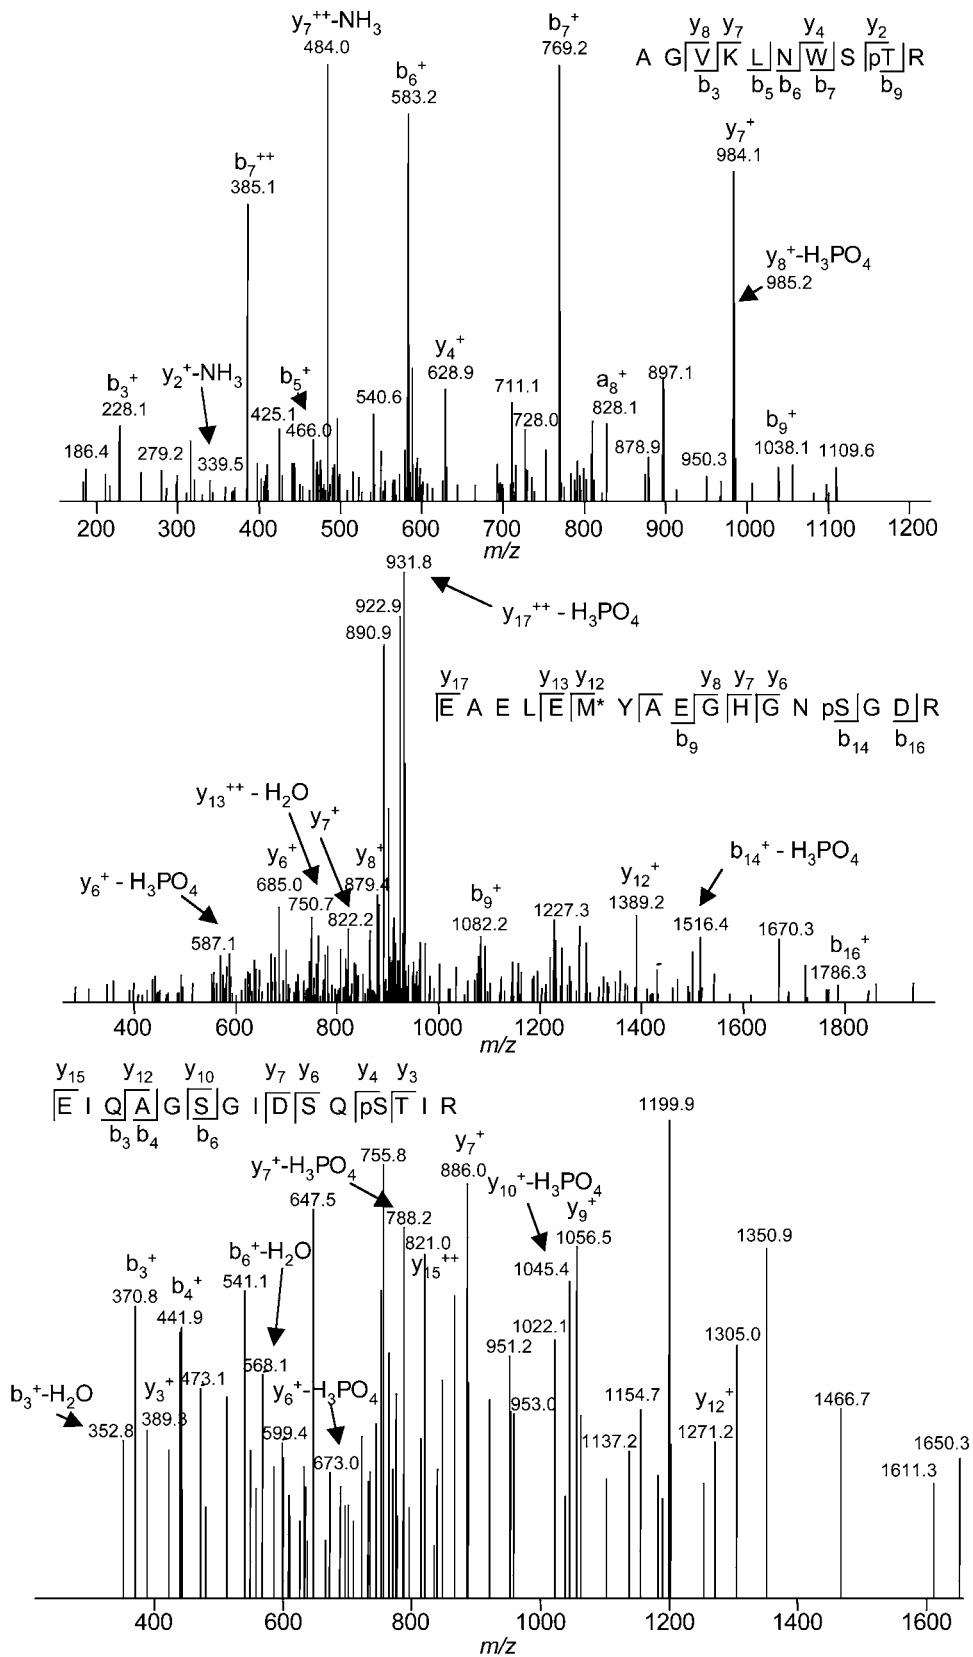 y7++-NH3
484.0
b7+
769.2
y8 y7 y4 y2
A G V K L N W S pT R
b3 b5 b6 b7 b9
b6+
583.2
y7+
984.1
b7++
385.1
y8+-H3PO4
985.2
y4+
628.9
b3+
228.1
y2+-NH3
b5+
540.6
711.1
a8+
828.1
897.1
425.1
466.0
728.0
b9+
1038.1
186.4
279.2
339.5
878.9
950.3
1109.6
200 300 400 500 600 700 800 900 1000 1100 1200
m/z
931.8
922.9
890.9
y17++ - H3PO4
y17 y13 y12 y8 y7 y6
E A E L E M* Y A E G H G N pS G D R
b9 b14 b16
y13++ - H2O
y7+
y6+ - H3PO4
y6+
685.0
y8+
879.4
750.7
822.2
587.1
b9+
1082.2
1227.3
y12+
1389.2
b14+ - H3PO4
1516.4
1670.3
b16+
1786.3
400 600 800 1000 1200 1400 1600 1800
m/z
y15 y12 y10 y7 y6 y4 y3
E I Q A G S G I D S Q pS T I R
b3 b4 b6
1199.9
755.8
y7+
886.0
y7+-H3PO4
647.5
788.2
821.0
y15++
y10+-H3PO4
y9+
1056.5
1045.4
1350.9
b3+
370.8
b4+
441.9
b6+-H2O
541.1
568.1
1022.1
1305.0
951.2
953.0
b3+-H2O
352.8
y3+
389.3
473.1
y6+-H3PO4
599.4
673.0
1154.7
1137.2
y12+
1271.2
1466.7
1611.3
1650.3
400 600 800 1000 1200 1400 1600
m/z